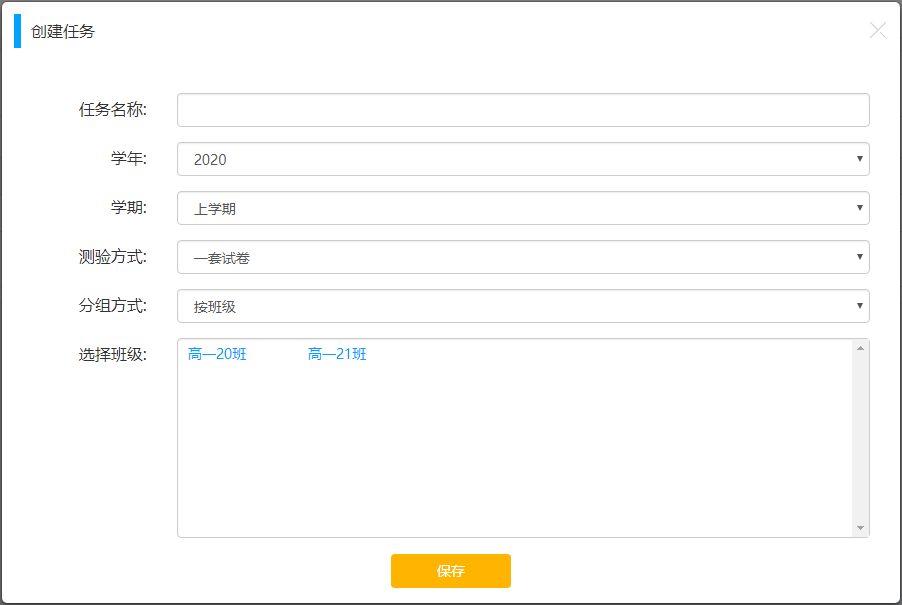 创建任务
任务名称:
学年: 2020
学期: 上学期
测验方式: 一套试卷
分组方式: 按班级
选择班级: 高一20班 高一21班
保存